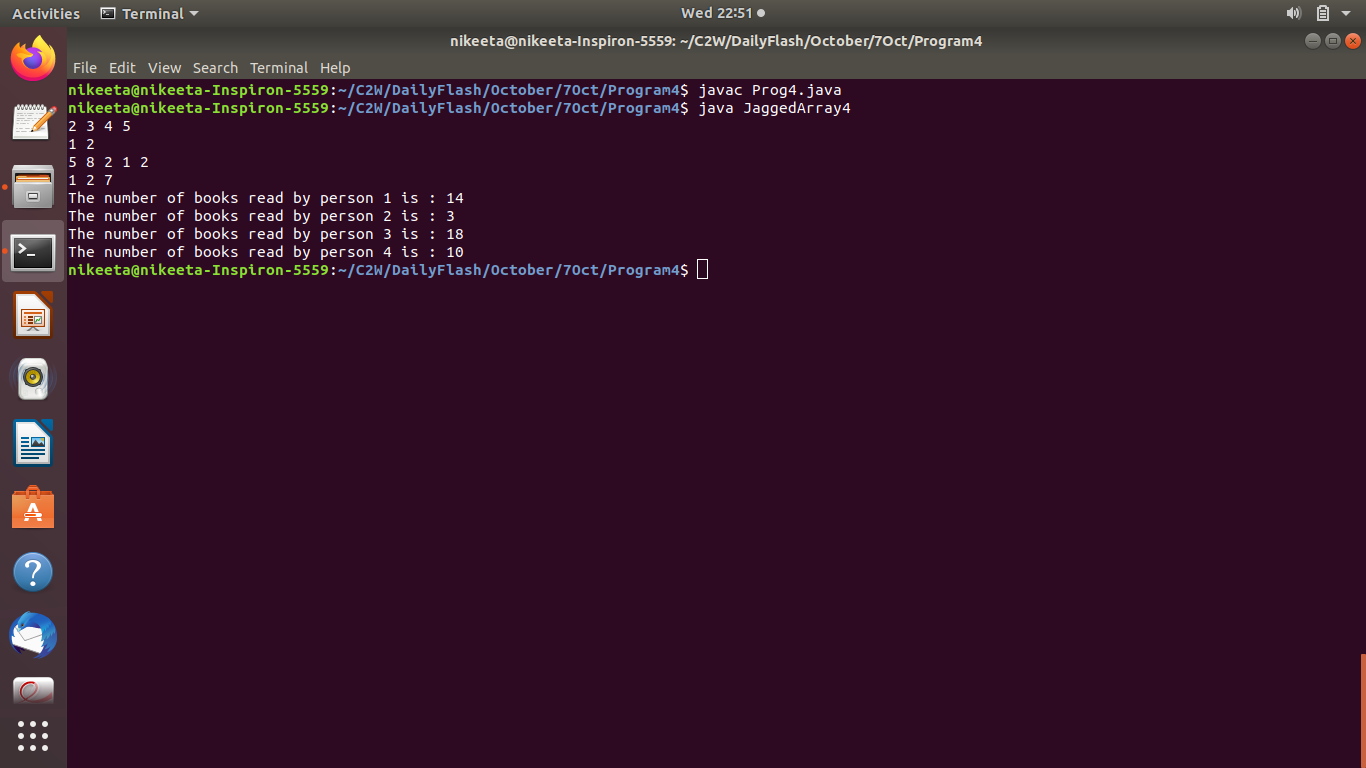 Activities Terminal Wed 22:51
nikeeta@nikeeta-Inspiron-5559: ~/C2W/DailyFlash/October/7Oct/Program4
File Edit View Search Terminal Help
nikeeta@nikeeta-Inspiron-5559:~/C2W/DailyFlash/October/7Oct/Program4$ javac Prog4.java
nikeeta@nikeeta-Inspiron-5559:~/C2W/DailyFlash/October/7Oct/Program4$ java JaggedArray4
2 3 4 5
1 2
5 8 2 1 2
1 2 7
The number of books read by person 1 is : 14
The number of books read by person 2 is : 3
The number of books read by person 3 is : 18
The number of books read by person 4 is : 10
nikeeta@nikeeta-Inspiron-5559:~/C2W/DailyFlash/October/7Oct/Program4$